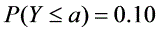 P(Y ≤ a) = 0.10